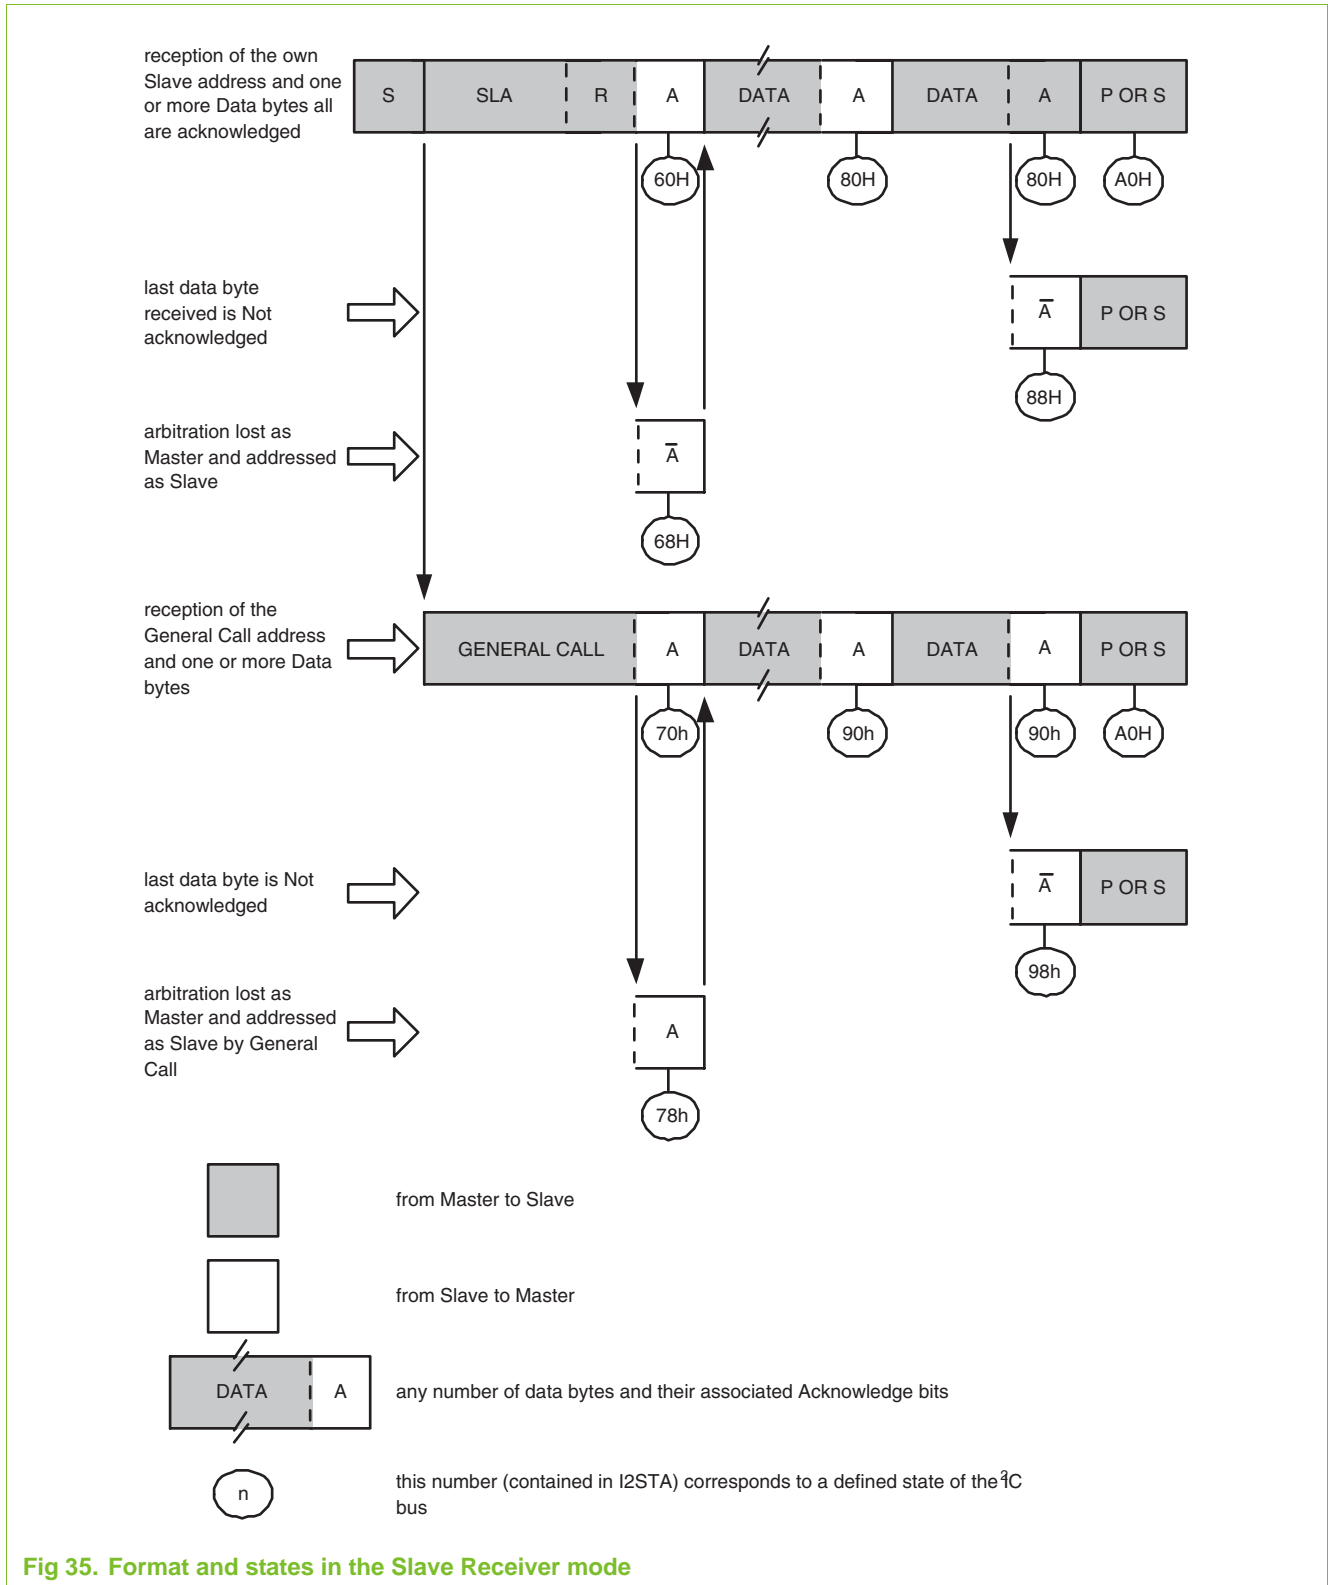 reception of the own
Slave address and one
or more Data bytes all
are acknowledged
S SLA R A DATA A DATA A P OR S
60H 80H 80H A0H
last data byte
received is Not
acknowledged
A̅ P OR S
88H
arbitration lost as
Master and addressed
as Slave
A̅
68H
reception of the
General Call address
and one or more Data
bytes
GENERAL CALL A DATA A DATA A P OR S
70h 90h 90h A0H
last data byte is Not
acknowledged
A̅ P OR S
98h
arbitration lost as
Master and addressed
as Slave by General
Call
A
78h
from Master to Slave
from Slave to Master
DATA A
any number of data bytes and their associated Acknowledge bits
n
this number (contained in I2STA) corresponds to a defined state of the I²C
bus
Fig 35. Format and states in the Slave Receiver mode